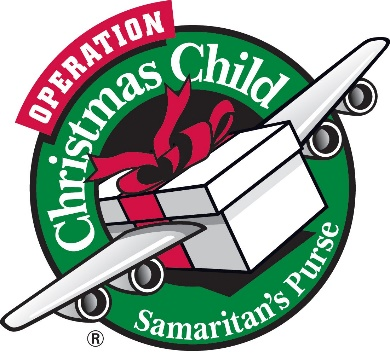 OPERATION
Christmas Child
Samaritan's Purse
®